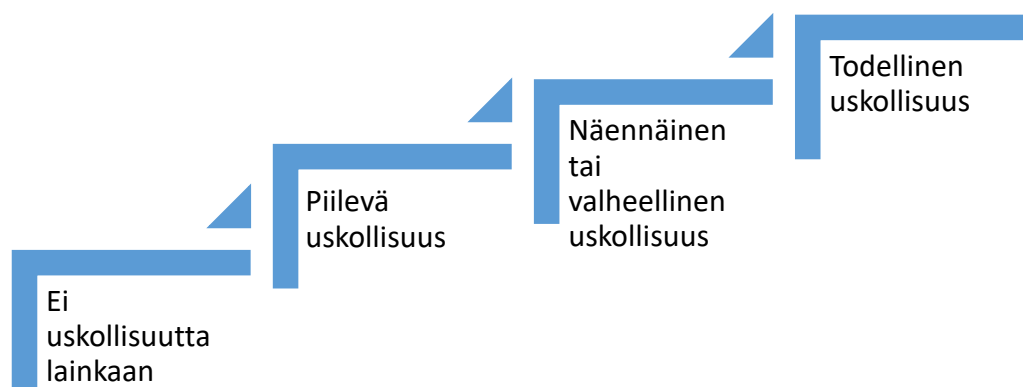 Ei
uskollisuutta
lainkaan
Piilevä
uskollisuus
Näennäinen
tai
valheellinen
uskollisuus
Todellinen
uskollisuus